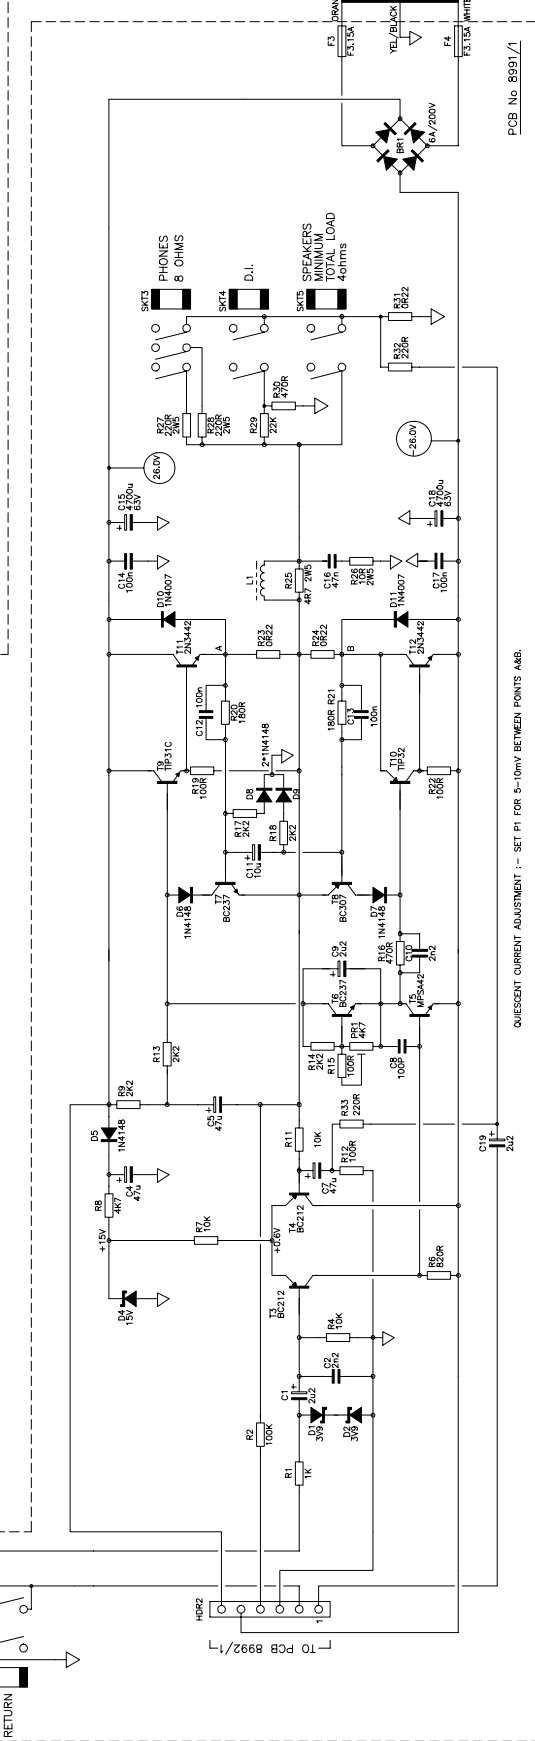 ORAN
YEL/BLACK
WHITE
F3
F3.15A
F4
F3.15A
PCB No 8991/1
BR1
6A/200V
SKT3
PHONES
8 OHMS
SKT4
D.I.
SKT5
SPEAKERS
MINIMUM
TOTAL LOAD
4ohms
R31
0R22
R32
220R
R27
220R
2W5
R28
220R
2W5
R30
470R
R29
22K
26.0V
-26.0V
C15
4700u
63V
C18
4700u
63V
C14
100n
L1
R25
2W5
4R7
C16
47n
R26
10R
2W5
C17
100n
D10
1N4007
D11
1N4007
T11
2N3442
A
R23
0R22
R24
0R22
B
T12
2N3442
100n
C12
R20
180R
R21
180R
C13
100n
T9
TIP31C
R19
100R
2*1N4148
D8
D9
T10
TIP32
R22
100R
R17
2K2
R18
2K2
C11
10u
D6
1N4148
T7
BC237
T8
BC307
D7
1N4148
R16
470R
C10
2n2
C9
2u2
T6
BC237
T5
MPSA42
PR1
4K7
R14
2K2
R15
100R
C8
100P
R13
2K2
R9
2K2
C5
47u
R11
10K
R33
220R
C19
2u2
D5
1N4148
C4
47u
C7
47u
R12
100R
R8
4K7
+15V
R7
10K
+0.6V
T4
BC212
T3
BC212
R6
820R
D4
15V
R4
10K
C2
2n2
C1
2u2
D1
3V9
D2
3V9
R2
100K
R1
1K
HDR2
1
TO PCB 8992/1
RETURN
QUIESCENT CURRENT ADJUSTMENT :- SET P1 FOR 5-10mV BETWEEN POINTS A&B.